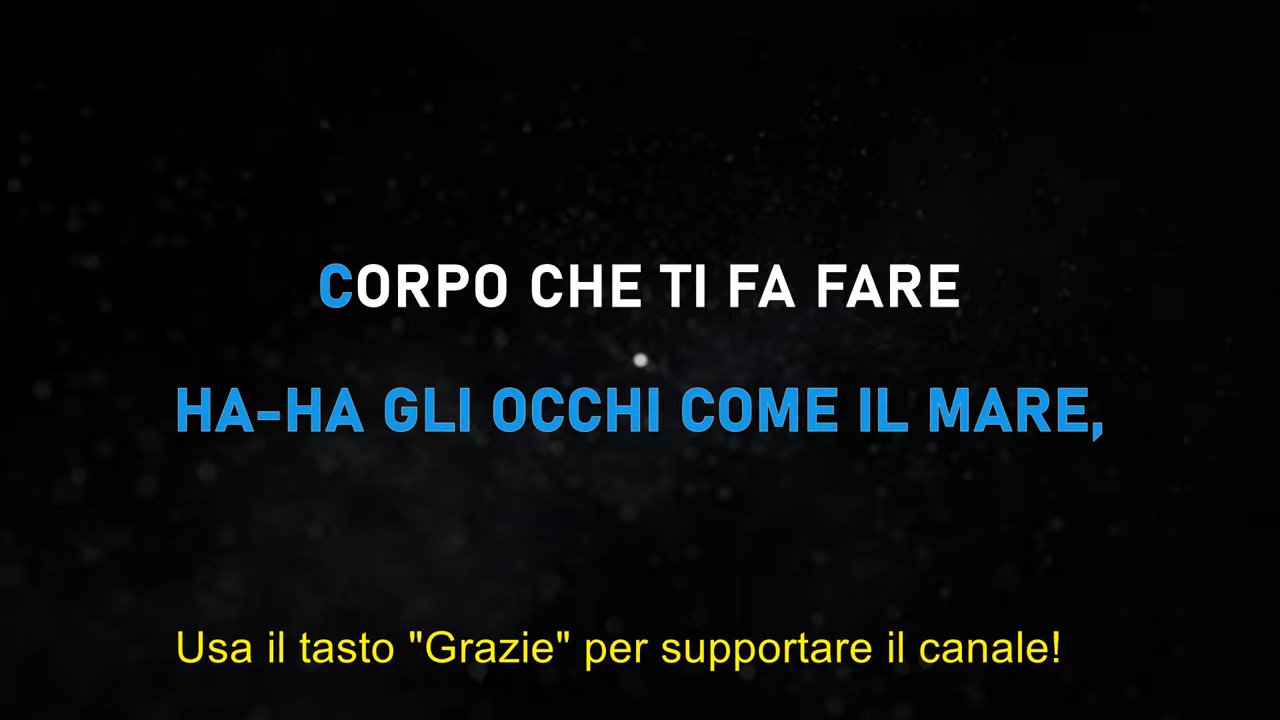 CORPO CHE TI FA FARE
HA-HA GLI OCCHI COME IL MARE,
Usa il tasto "Grazie" per supportare il canale!